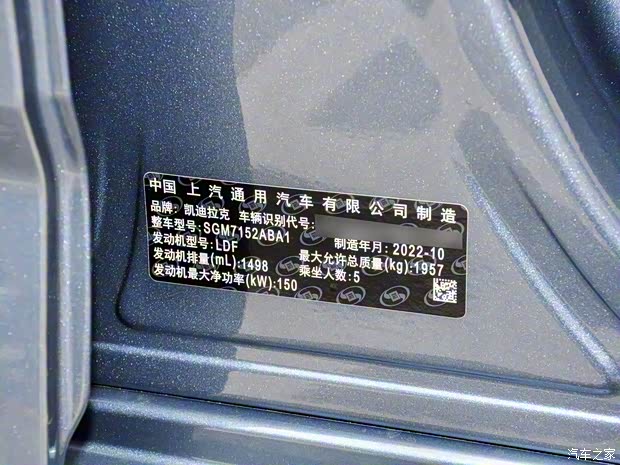 中国 上汽通用汽车有限公司制造
品牌: 凯迪拉克 车辆识别代号:
整车型号:SGM7152ABA1 制造年月: 2022-10
发动机型号:LDF 最大允许总质量(kg):1957
发动机排量(mL):1498 乘坐人数:5
发动机最大净功率(kW):150
汽车之家